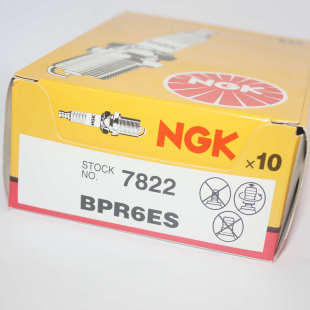 NGK
×10
STOCK
NO.
7822
BPR6ES